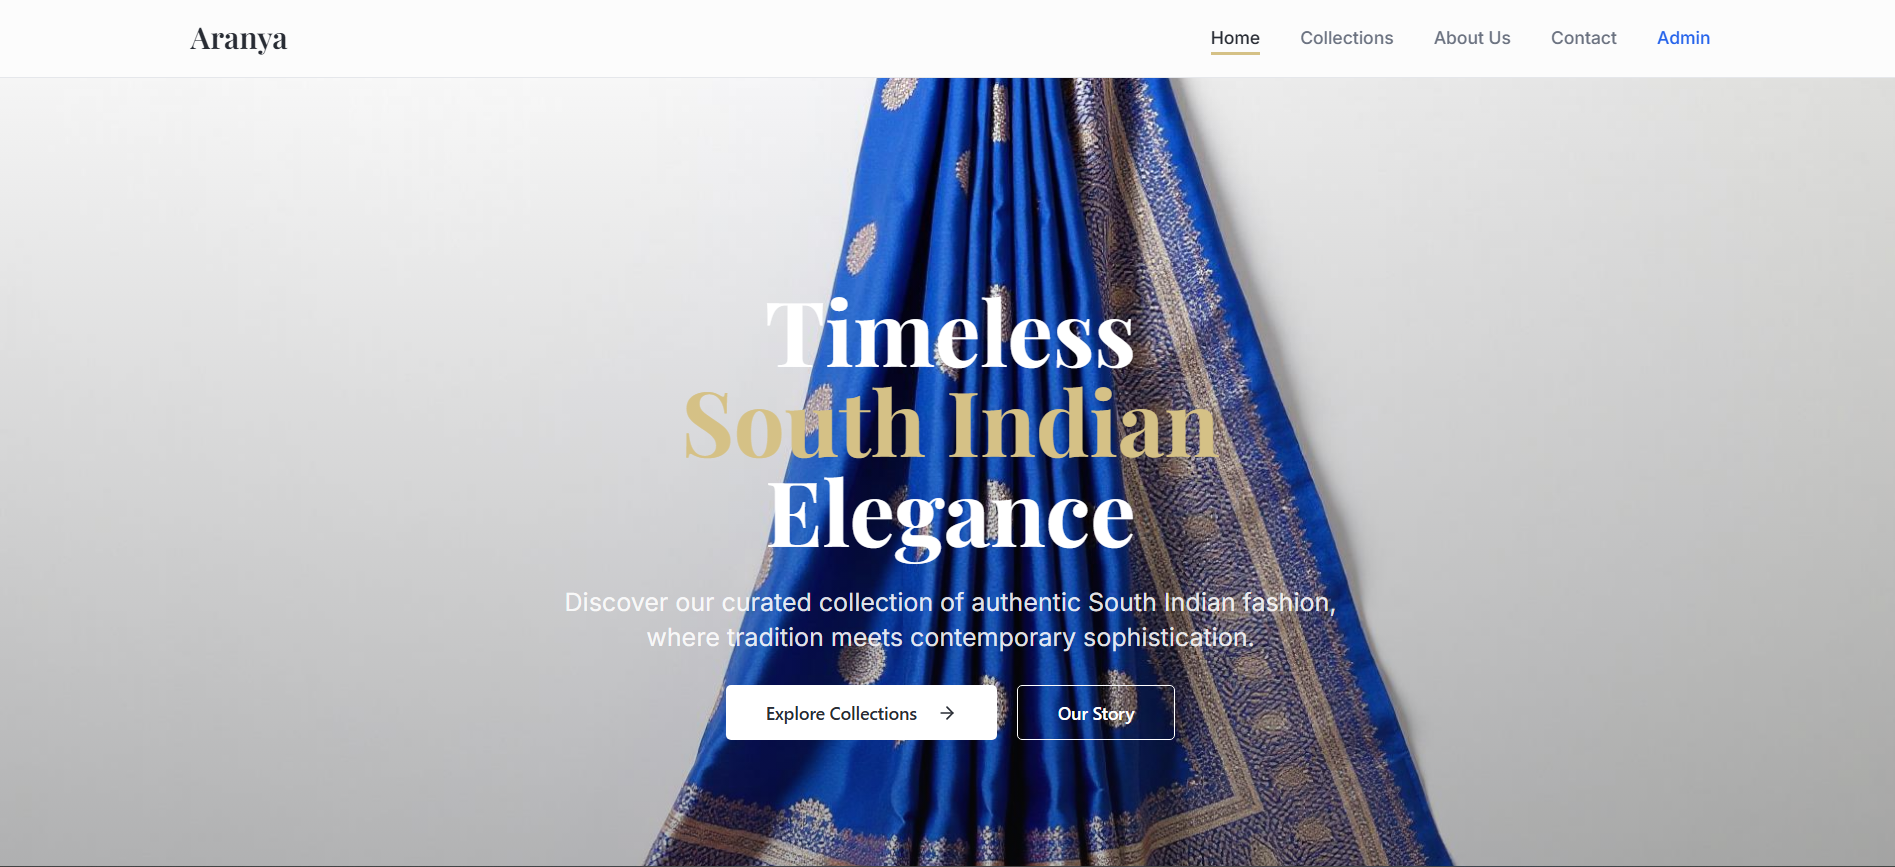 Aranya
Home
Collections
About Us
Contact
Admin
Timeless
South Indian
Elegance
Discover our curated collection of authentic South Indian fashion,
where tradition meets contemporary sophistication.
Explore Collections →
Our Story